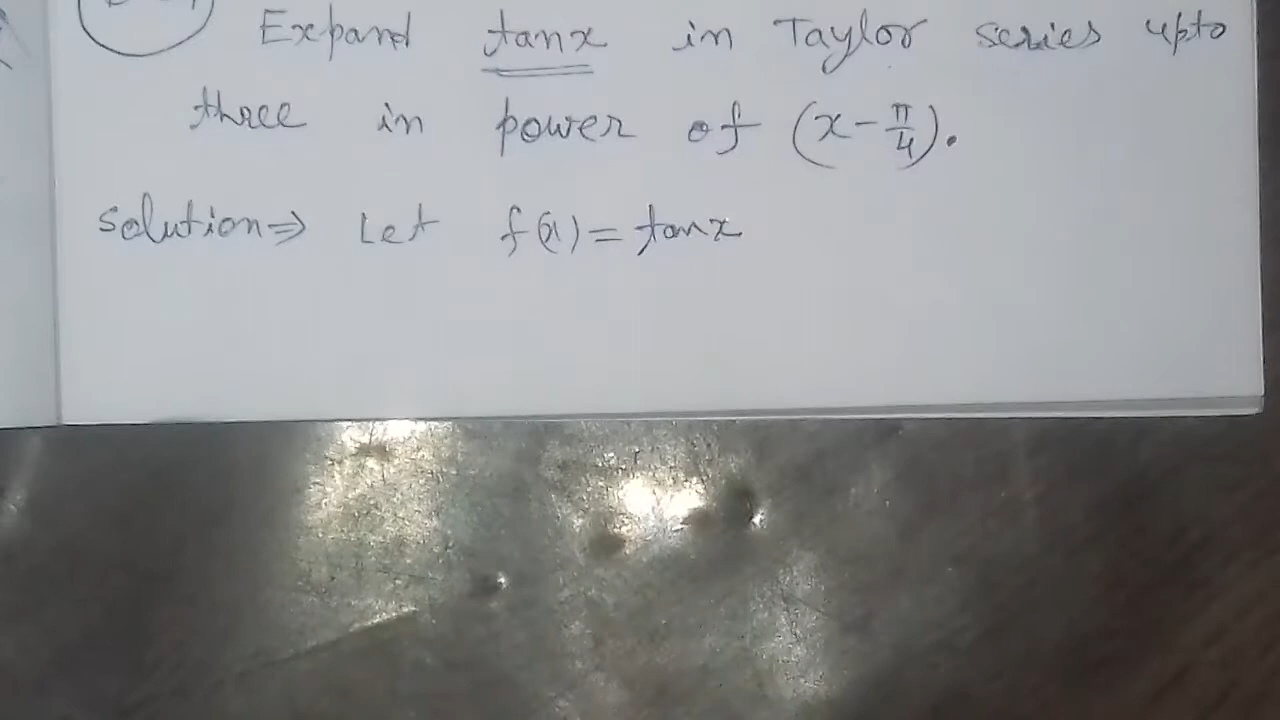 Expand tanx in Taylor series upto
three in power of (x-π/4).
Solution⇒ Let f(x)=tanx